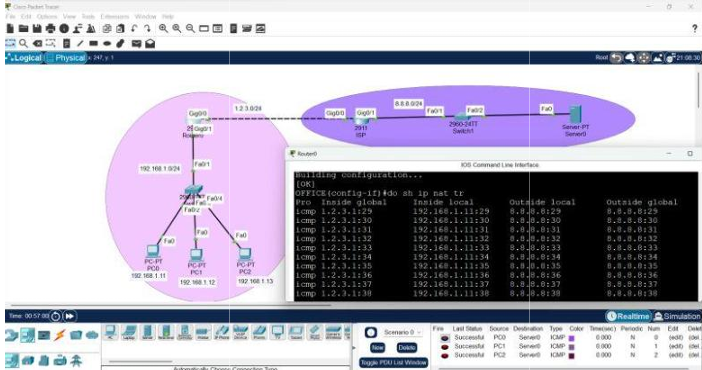 Cisco Packet Tracer
File Edit Options View Tools Extensions Window Help
Logical Physical x: 247, y: 1
Root 21:08:30
Gig0/0
1.2.3.0/24
Gig0/0 Gig0/1
8.8.8.0/24
Fa0/1 Fa0/2
Fa0
Gig0/1
Router0
2911
ISP
2960-24TT
Switch1
Server-PT
Server0
192.168.1.0/24
Fa0/1
Fa0/4
Fa0/2
Fa0 Fa0 Fa0
PC-PT
PC0
192.168.1.11
PC-PT
PC1
192.168.1.12
PC-PT
PC2
192.168.1.13
Router0
IOS Command Line Interface
Building configuration...
[OK]
OFFICE(config-if)#do sh ip nat tr
Pro Inside global Inside local Outside local Outside global
icmp 1.2.3.1:29 192.168.1.11:29 8.8.8.8:29 8.8.8.8:29
icmp 1.2.3.1:30 192.168.1.11:30 8.8.8.8:30 8.8.8.8:30
icmp 1.2.3.1:31 192.168.1.11:31 8.8.8.8:31 8.8.8.8:31
icmp 1.2.3.1:32 192.168.1.11:32 8.8.8.8:32 8.8.8.8:32
icmp 1.2.3.1:33 192.168.1.11:33 8.8.8.8:33 8.8.8.8:33
icmp 1.2.3.1:34 192.168.1.11:34 8.8.8.8:34 8.8.8.8:34
icmp 1.2.3.1:35 192.168.1.11:35 8.8.8.8:35 8.8.8.8:35
icmp 1.2.3.1:36 192.168.1.11:36 8.8.8.8:36 8.8.8.8:36
icmp 1.2.3.1:37 192.168.1.11:37 8.8.8.8:37 8.8.8.8:37
icmp 1.2.3.1:38 192.168.1.11:38 8.8.8.8:38 8.8.8.8:38
Time: 00:57:00
Realtime Simulation
Scenario 0
New Delete
Toggle PDU List Window
Fire Last Status Source Destination Type Color Time(sec) Periodic Num Edit Delet
Successful PC0 Server0 ICMP 0.000 N 0 (edit) (del
Successful PC1 Server0 ICMP 0.000 N 1 (edit) (del
Successful PC2 Server0 ICMP 0.000 N 2 (edit) (del
Automatically Choose Connection Type